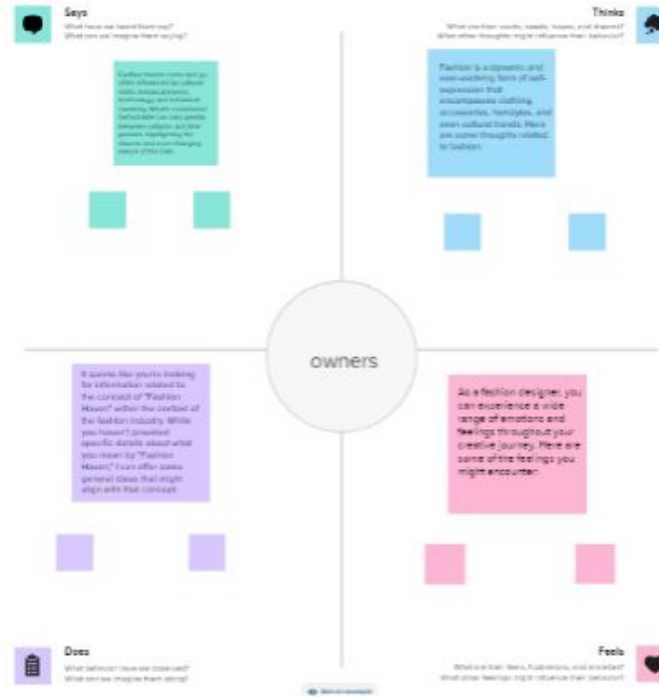 Says
What have we heard them say?
What can we imagine them saying?
Thinks
What are their wants, needs, hopes, and dreams?
What other thoughts might influence their behavior?
Fashion is a dynamic and
ever-evolving form of self-
expression that
encompasses clothing,
accessories, hairstyles, and
even cultural trends. Here
are some thoughts related
to fashion
owners
It seems like you're looking
for information related to
the concept of "Fashion
Haven" within the context of
the fashion industry. While
you haven't provided
specific details about what
you mean by "Fashion
Haven," I can offer some
general ideas that might
align with that concept:
As a fashion designer, you
can experience a wide
range of emotions and
feelings throughout your
creative journey. Here are
some of the feelings you
might encounter:
Does
What behavior have we observed?
What can we imagine them doing?
Feels
What are their fears, frustrations, and anxieties?
What other feelings might influence their behavior?
See an example